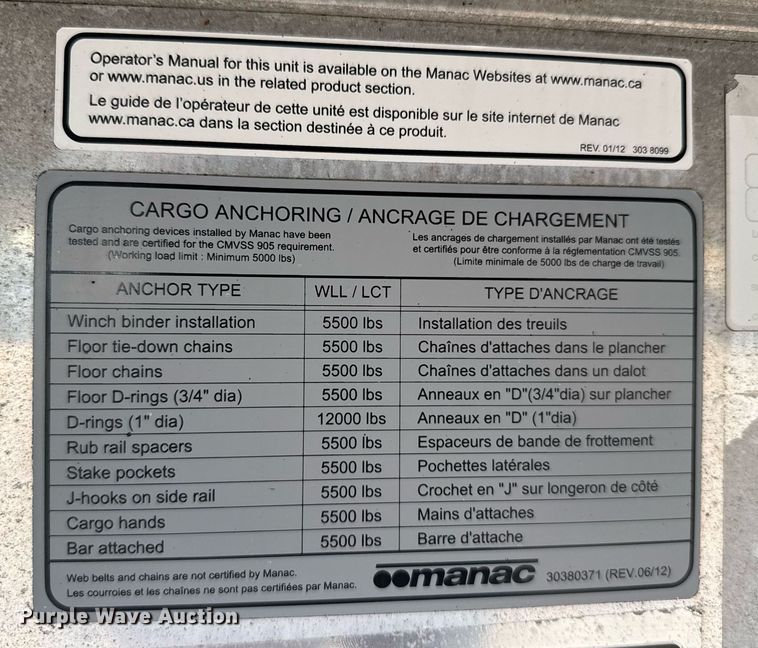 Operator's Manual for this unit is available on the Manac Websites at www.manac.ca
or www.manac.us in the related product section.
Le guide de l'opérateur de cette unité est disponible sur le site internet de Manac
www.manac.ca dans la section destinée à ce produit.
REV. 01/12 303 8099
CARGO ANCHORING / ANCRAGE DE CHARGEMENT
Cargo anchoring devices installed by Manac have been
tested and are certified for the CMVSS 905 requirement.
(Working load limit : Minimum 5000 lbs)
Les ancrages de chargement installés par Manac ont été testés
et certifiés pour être conforme à la réglementation CMVSS 905.
(Limite minimale de 5000 lbs de charge de travail)
ANCHOR TYPE WLL / LCT TYPE D'ANCRAGE
Winch binder installation 5500 lbs Installation des treuils
Floor tie-down chains 5500 lbs Chaînes d'attaches dans le plancher
Floor chains 5500 lbs Chaînes d'attaches dans un dalot
Floor D-rings (3/4" dia) 5500 lbs Anneaux en "D"(3/4"dia) sur plancher
D-rings (1" dia) 12000 lbs Anneaux en "D" (1"dia)
Rub rail spacers 5500 lbs Espaceurs de bande de frottement
Stake pockets 5500 lbs Pochettes latérales
J-hooks on side rail 5500 lbs Crochet en "J" sur longeron de côté
Cargo hands 5500 lbs Mains d'attaches
Bar attached 5500 lbs Barre d'attache
Web belts and chains are not certified by Manac.
Les courroies et les chaînes ne sont pas certifiées par Manac.
manac 30380371 (REV.06/12)
Purple Wave Auction